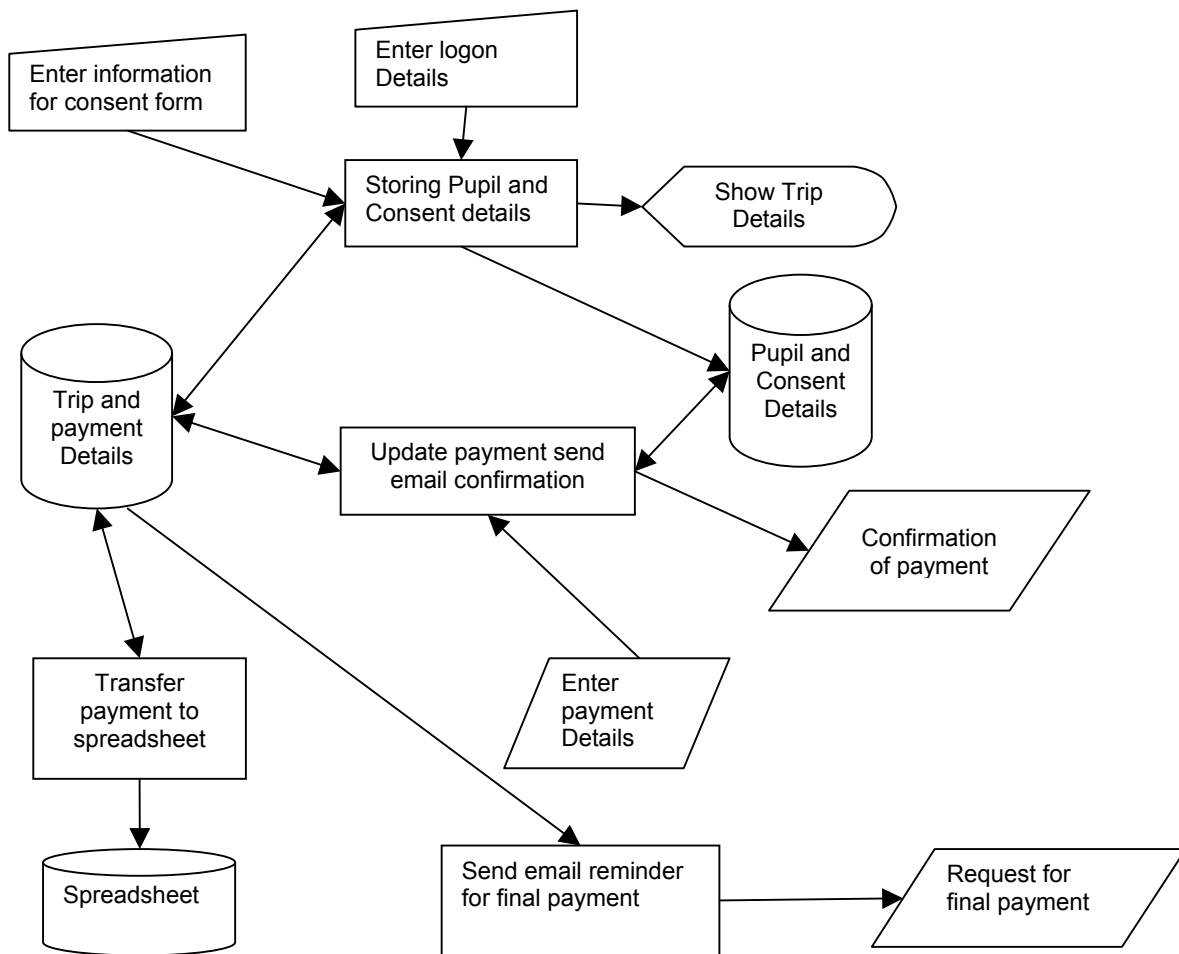 Enter information
for consent form
Enter logon
Details
Storing Pupil and
Consent details
Show Trip
Details
Trip and
payment
Details
Pupil and
Consent
Details
Update payment send
email confirmation
Confirmation
of payment
Transfer
payment to
spreadsheet
Enter
payment
Details
Spreadsheet
Send email reminder
for final payment
Request for
final payment